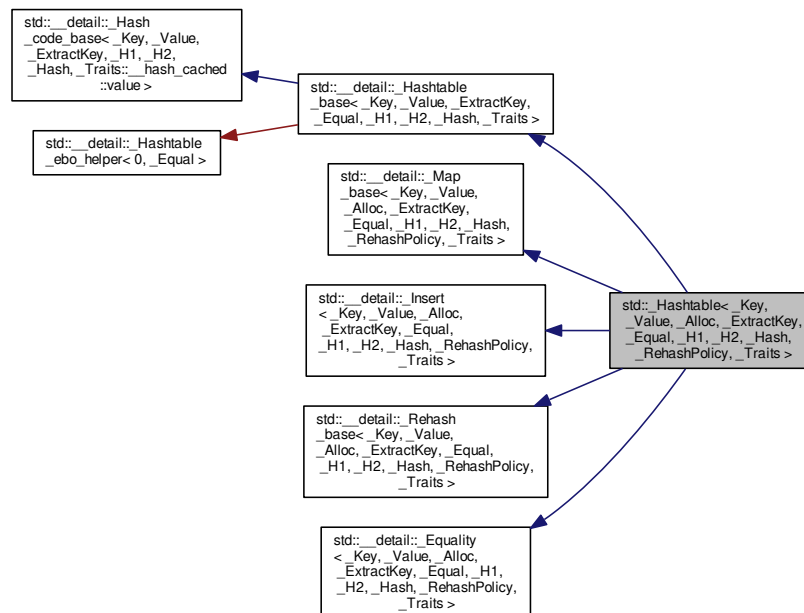 std::__detail::_Hash
_code_base< _Key, _Value,
_ExtractKey, _H1, _H2,
_Hash, _Traits::__hash_cached
::value >
std::__detail::_Hashtable
_base< _Key, _Value, _ExtractKey,
_Equal, _H1, _H2, _Hash, _Traits >
std::__detail::_Hashtable
_ebo_helper< 0, _Equal >
std::__detail::_Map
_base< _Key, _Value,
_Alloc, _ExtractKey,
_Equal, _H1, _H2, _Hash,
_RehashPolicy, _Traits >
std::__detail::_Insert
< _Key, _Value, _Alloc,
_ExtractKey, _Equal,
_H1, _H2, _Hash, _RehashPolicy,
_Traits >
std::_Hashtable< _Key,
_Value, _Alloc, _ExtractKey,
_Equal, _H1, _H2, _Hash,
_RehashPolicy, _Traits >
std::__detail::_Rehash
_base< _Key, _Value,
_Alloc, _ExtractKey, _Equal,
_H1, _H2, _Hash, _RehashPolicy,
_Traits >
std::__detail::_Equality
< _Key, _Value, _Alloc,
_ExtractKey, _Equal, _H1,
_H2, _Hash, _RehashPolicy,
_Traits >